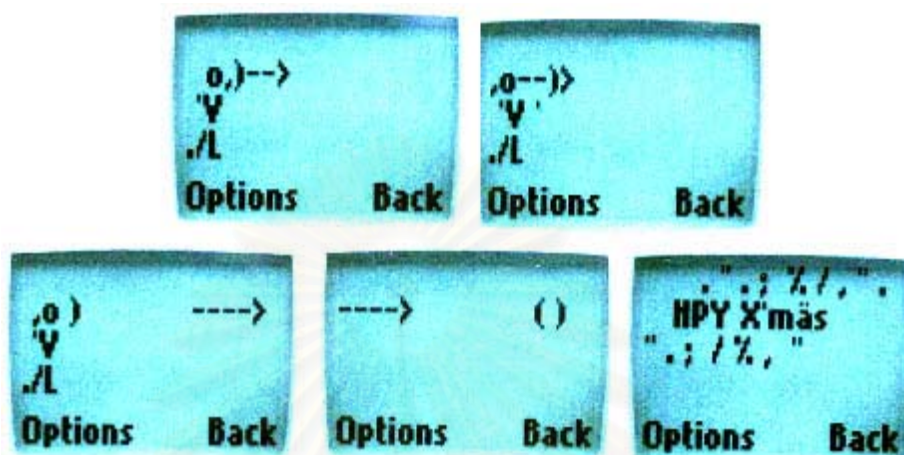 o,)-->
'Y
./L
Options Back
,o--)>
'Y '
./L
Options Back
,o ) ---->
'Y
./L
Options Back
----> ( )
Options Back
. " . ; % / , " .
HPY X'mäs
" . ; / % , "
Options Back